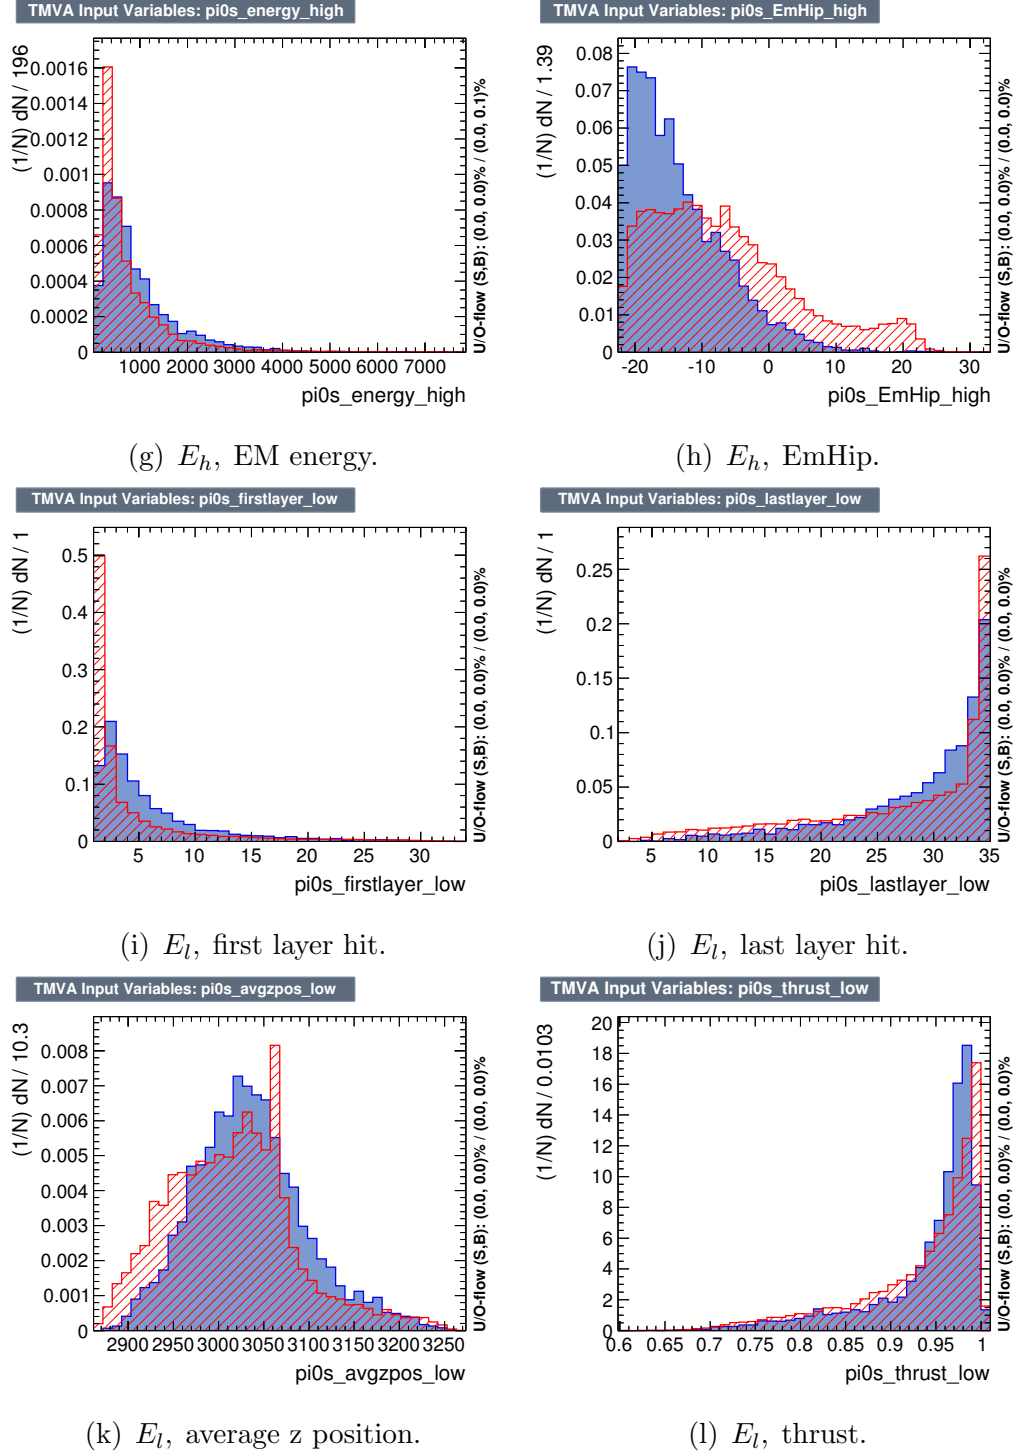 TMVA Input Variables: pi0s_energy_high
(1/N) dN / 196
0.0016
0.0014
0.0012
0.001
0.0008
0.0006
0.0004
0.0002
0
1000 2000 3000 4000 5000 6000 7000
pi0s_energy_high
U/O-flow (S,B): (0.0, 0.0)% / (0.0, 0.1)%
(g) E_h, EM energy.
TMVA Input Variables: pi0s_EmHip_high
(1/N) dN / 1.39
0.08
0.07
0.06
0.05
0.04
0.03
0.02
0.01
0
-20 -10 0 10 20 30
pi0s_EmHip_high
U/O-flow (S,B): (0.0, 0.0)% / (0.0, 0.0)%
(h) E_h, EmHip.
TMVA Input Variables: pi0s_firstlayer_low
(1/N) dN / 1
0.5
0.4
0.3
0.2
0.1
0
5 10 15 20 25 30
pi0s_firstlayer_low
U/O-flow (S,B): (0.0, 0.0)% / (0.0, 0.0)%
(i) E_l, first layer hit.
TMVA Input Variables: pi0s_lastlayer_low
(1/N) dN / 1
0.25
0.2
0.15
0.1
0.05
0
5 10 15 20 25 30 35
pi0s_lastlayer_low
U/O-flow (S,B): (0.0, 0.0)% / (0.0, 0.0)%
(j) E_l, last layer hit.
TMVA Input Variables: pi0s_avgzpos_low
(1/N) dN / 10.3
0.008
0.007
0.006
0.005
0.004
0.003
0.002
0.001
0
2900 2950 3000 3050 3100 3150 3200 3250
pi0s_avgzpos_low
U/O-flow (S,B): (0.0, 0.0)% / (0.0, 0.0)%
(k) E_l, average z position.
TMVA Input Variables: pi0s_thrust_low
(1/N) dN / 0.0103
20
18
16
14
12
10
8
6
4
2
0
0.6 0.65 0.7 0.75 0.8 0.85 0.9 0.95 1
pi0s_thrust_low
U/O-flow (S,B): (0.0, 0.0)% / (0.0, 0.0)%
(l) E_l, thrust.